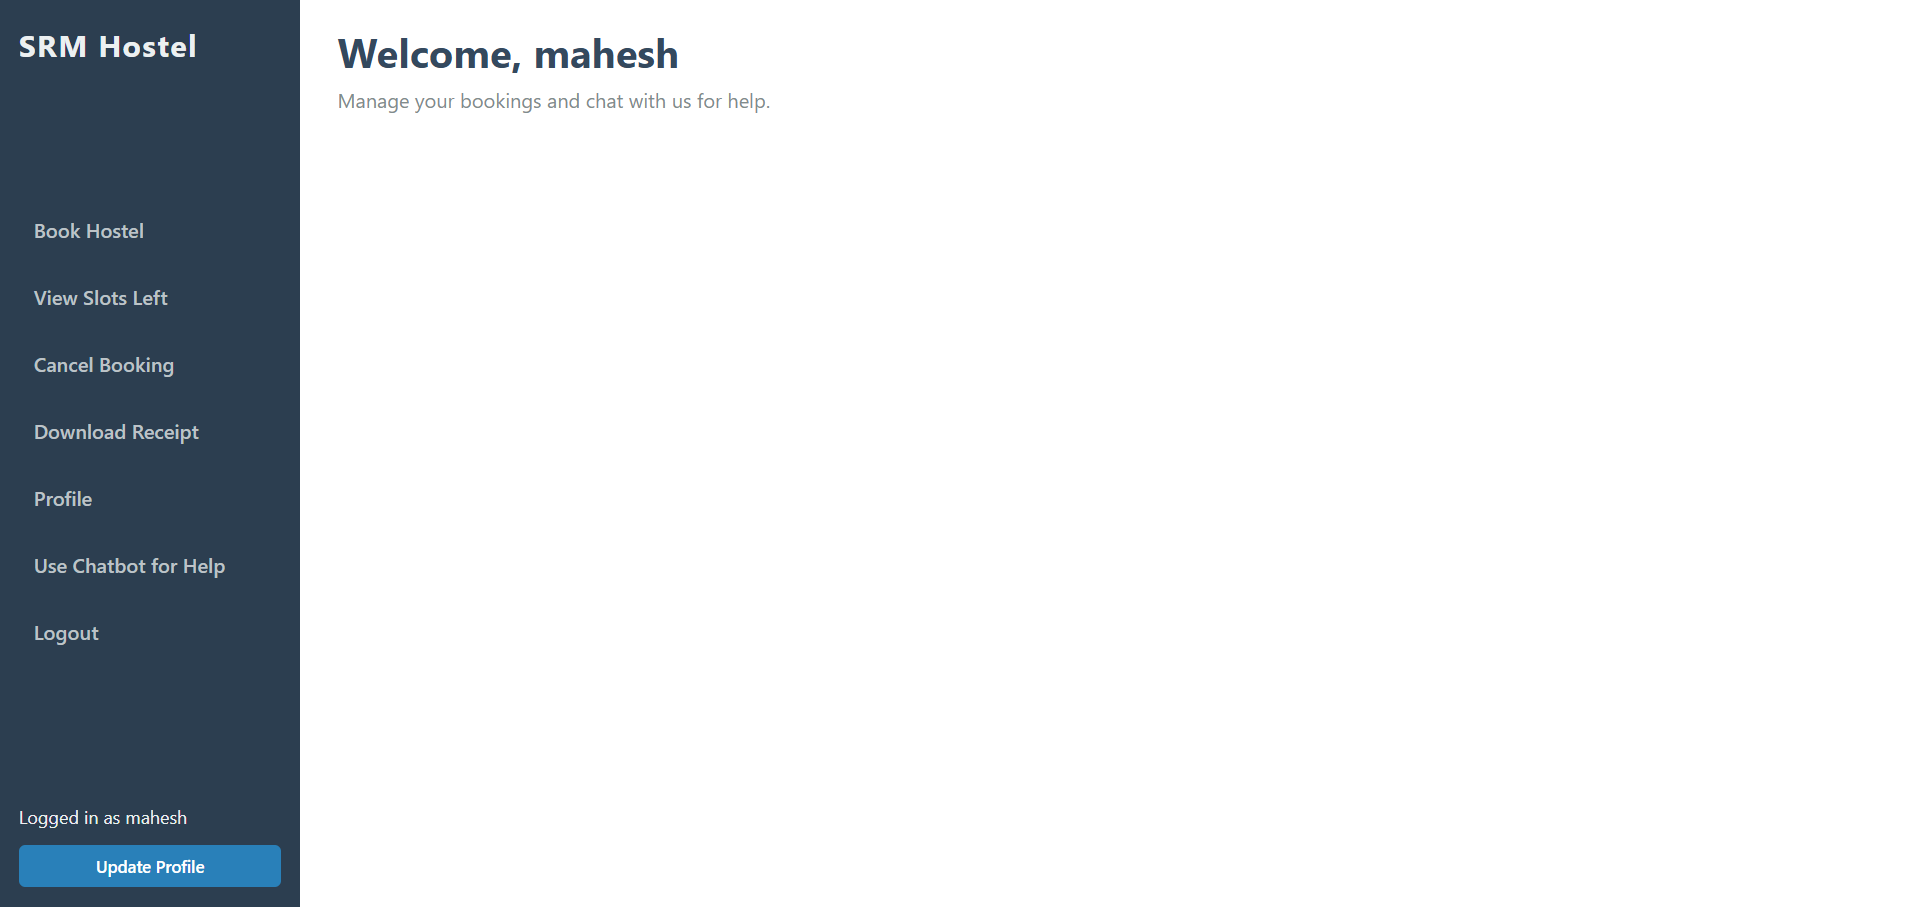 SRM Hostel
Book Hostel
View Slots Left
Cancel Booking
Download Receipt
Profile
Use Chatbot for Help
Logout
Logged in as mahesh
Update Profile
Welcome, mahesh
Manage your bookings and chat with us for help.